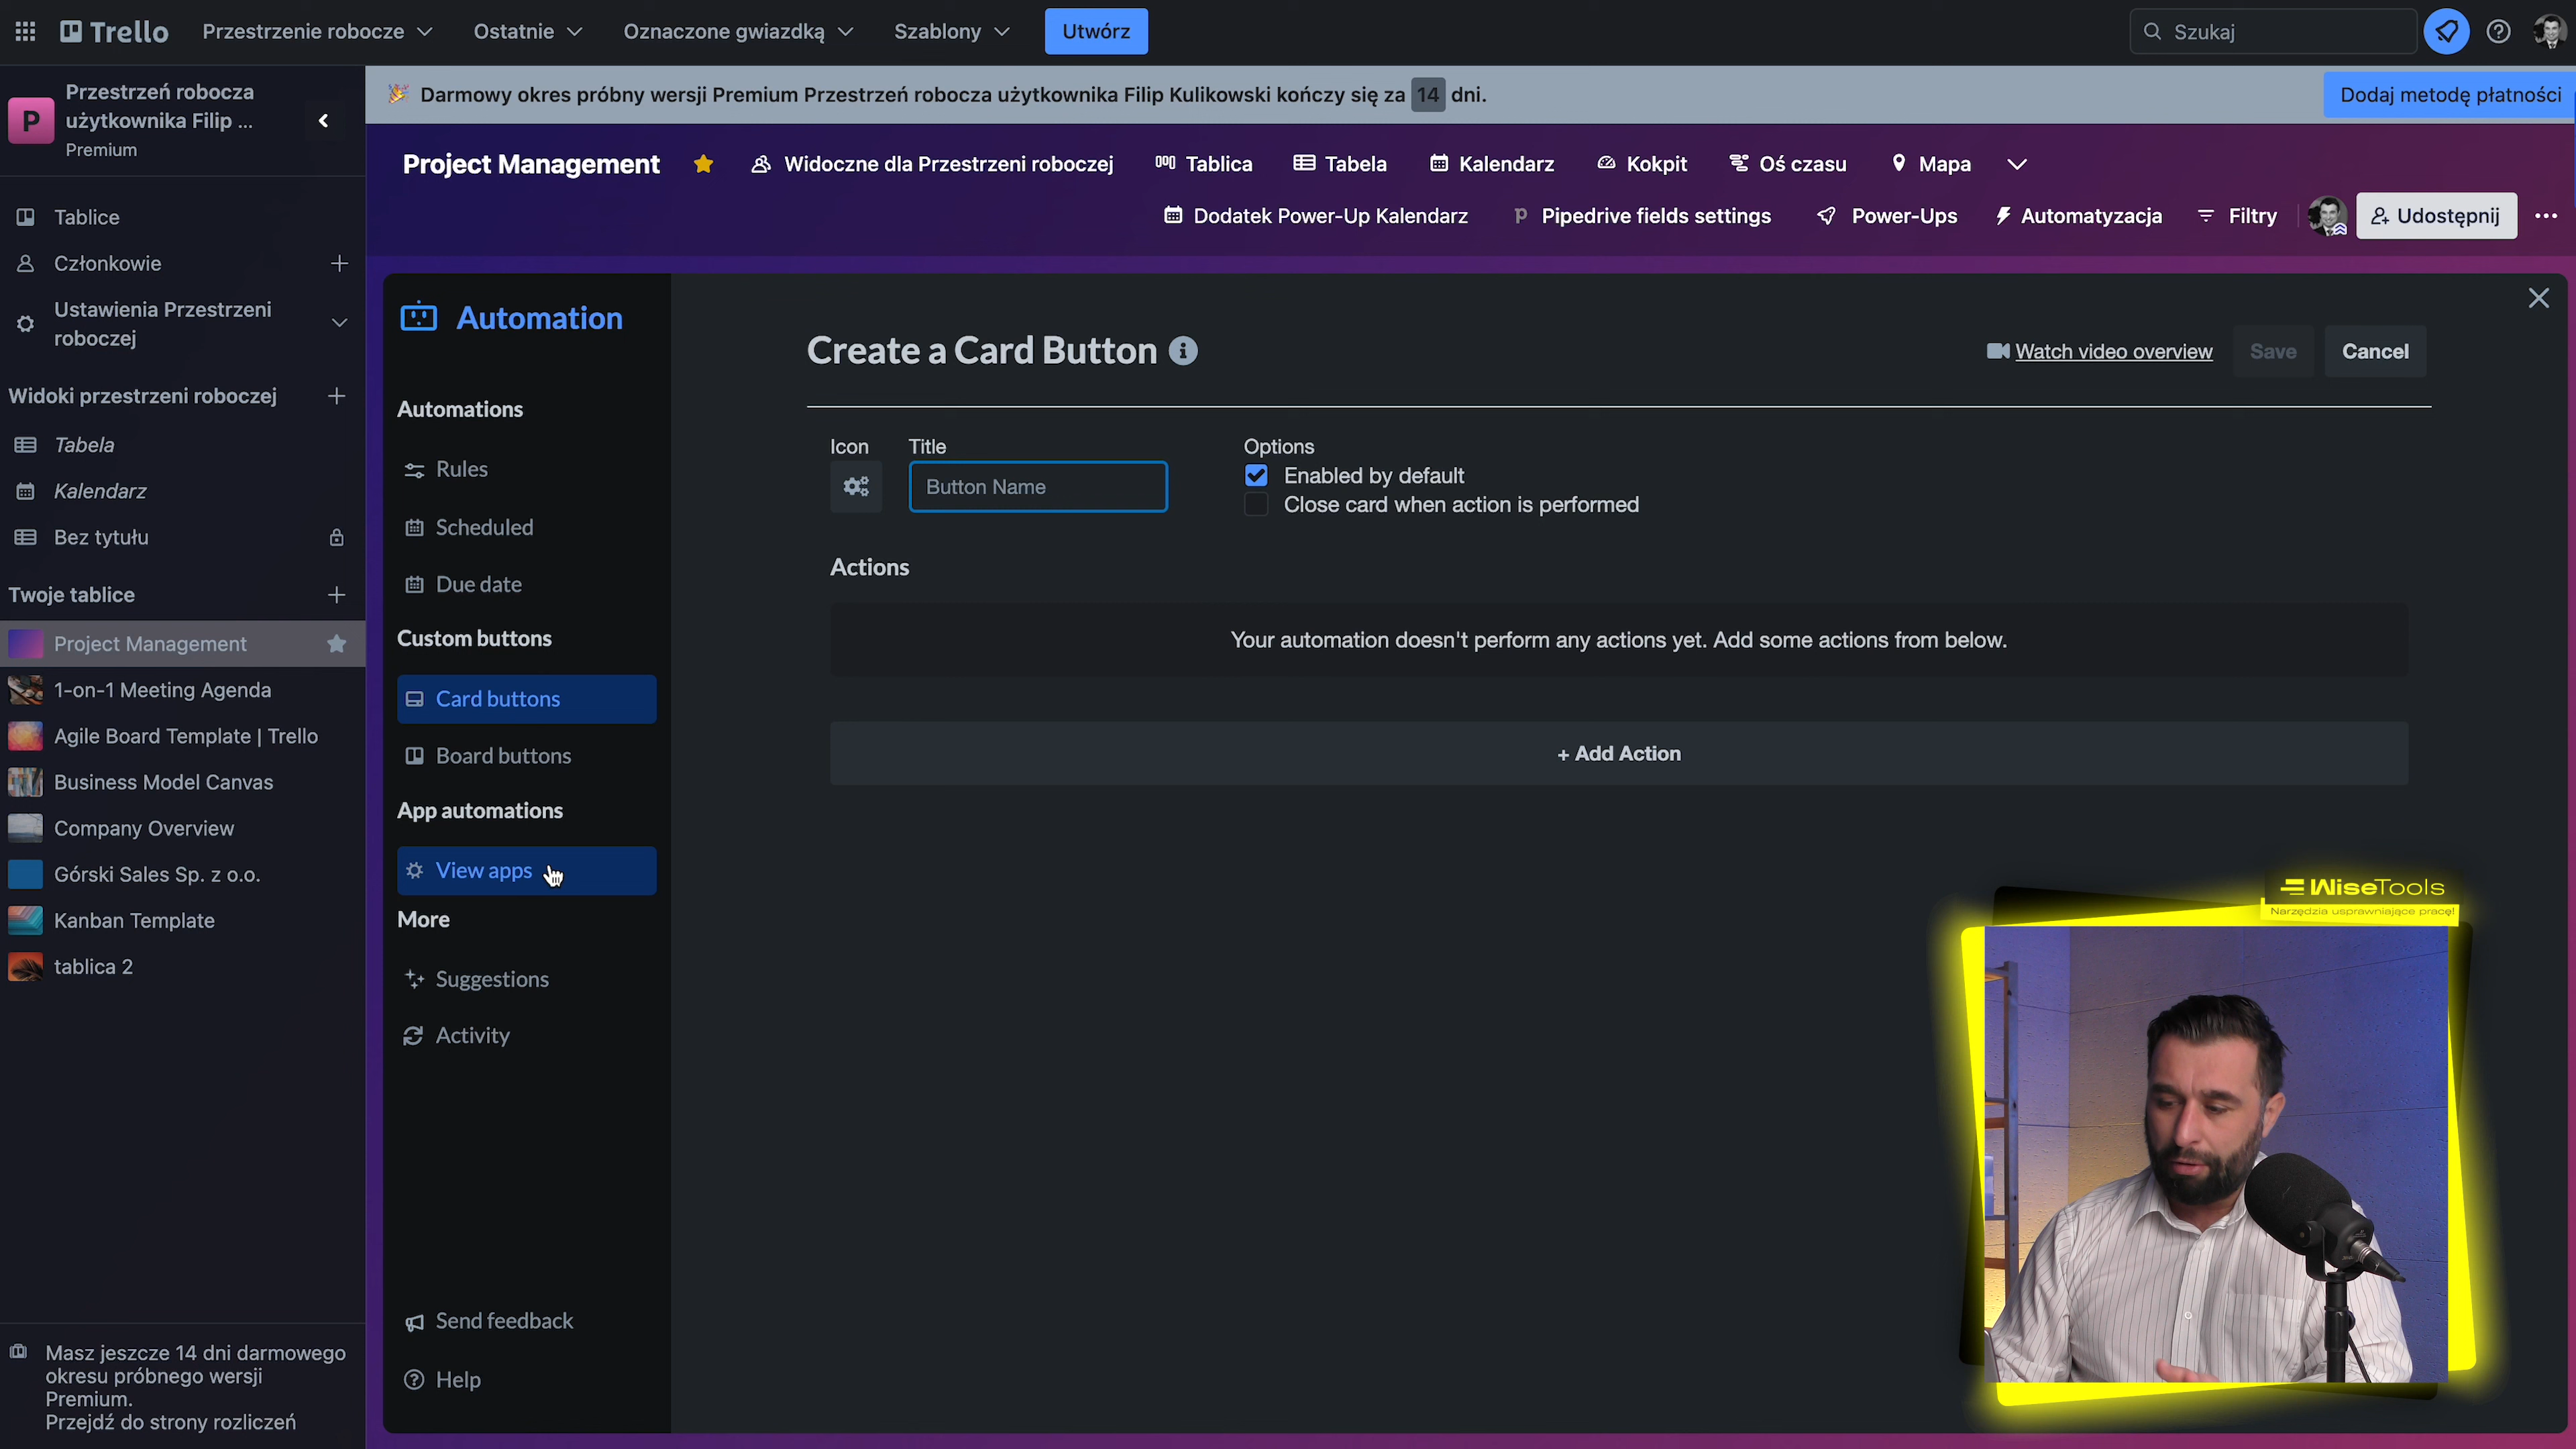 Trello
Przestrzenie robocze
Ostatnie
Oznaczone gwiazdką
Szablony
Utwórz
Szukaj
P
Przestrzeń robocza
użytkownika Filip ...
Premium
Darmowy okres próbny wersji Premium Przestrzeń robocza użytkownika Filip Kulikowski kończy się za 14 dni.
Dodaj metodę płatności
Project Management
Widoczne dla Przestrzeni roboczej
Tablica
Tabela
Kalendarz
Kokpit
Oś czasu
Mapa
Dodatek Power-Up Kalendarz
Pipedrive fields settings
Power-Ups
Automatyzacja
Filtry
Udostępnij
Tablice
Członkowie
Ustawienia Przestrzeni
roboczej
Widoki przestrzeni roboczej
Tabela
Kalendarz
Bez tytułu
Twoje tablice
Project Management
1-on-1 Meeting Agenda
Agile Board Template | Trello
Business Model Canvas
Company Overview
Górski Sales Sp. z o.o.
Kanban Template
tablica 2
Masz jeszcze 14 dni darmowego
okresu próbnego wersji
Premium.
Przejdź do strony rozliczeń
Automation
Automations
Rules
Scheduled
Due date
Custom buttons
Card buttons
Board buttons
App automations
View apps
More
Suggestions
Activity
Send feedback
Help
Create a Card Button
Watch video overview
Save
Cancel
Icon
Title
Button Name
Options
Enabled by default
Close card when action is performed
Actions
Your automation doesn't perform any actions yet. Add some actions from below.
+ Add Action
WiseTools
Narzędzia usprawniające pracę!